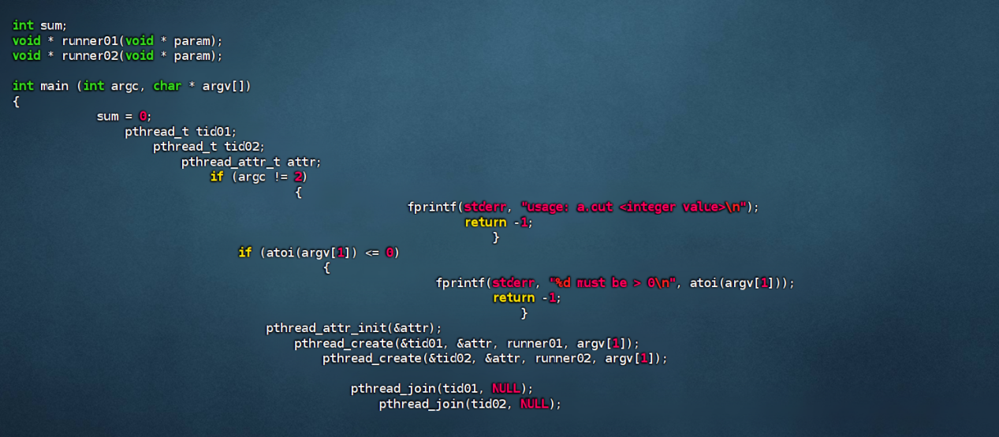 int sum;
void * runner01(void * param);
void * runner02(void * param);
int main (int argc, char * argv[])
{
sum = 0;
pthread_t tid01;
pthread_t tid02;
pthread_attr_t attr;
if (argc != 2)
{
fprintf(stderr, "usage: a.cut <integer value>\n");
return -1;
}
if (atoi(argv[1]) <= 0)
{
fprintf(stderr, "%d must be > 0\n", atoi(argv[1]));
return -1;
}
pthread_attr_init(&attr);
pthread_create(&tid01, &attr, runner01, argv[1]);
pthread_create(&tid02, &attr, runner02, argv[1]);
pthread_join(tid01, NULL);
pthread_join(tid02, NULL);